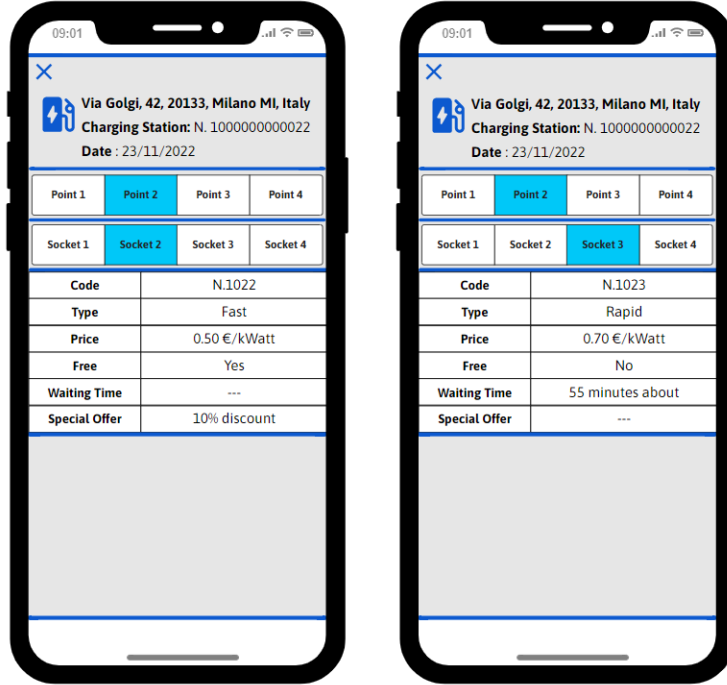 09:01
Via Golgi, 42, 20133, Milano MI, Italy
Charging Station: N. 1000000000022
Date : 23/11/2022
Point 1 Point 2 Point 3 Point 4
Socket 1 Socket 2 Socket 3 Socket 4
Code N.1022
Type Fast
Price 0.50 €/kWatt
Free Yes
Waiting Time ---
Special Offer 10% discount
09:01
Via Golgi, 42, 20133, Milano MI, Italy
Charging Station: N. 1000000000022
Date : 23/11/2022
Point 1 Point 2 Point 3 Point 4
Socket 1 Socket 2 Socket 3 Socket 4
Code N.1023
Type Rapid
Price 0.70 €/kWatt
Free No
Waiting Time 55 minutes about
Special Offer ---